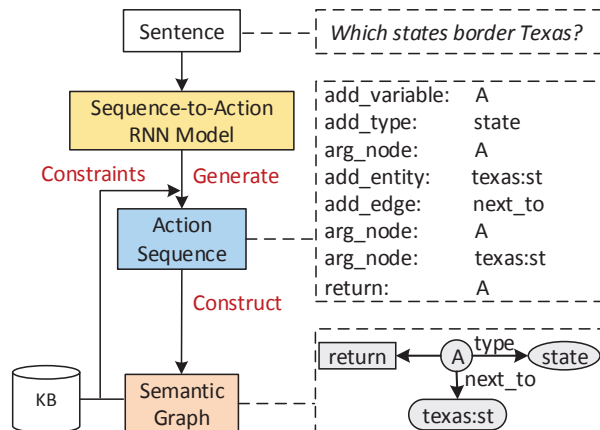 Sentence
Which states border Texas?
Sequence-to-Action
RNN Model
Constraints
Generate
Action
Sequence
add_variable: A
add_type: state
arg_node: A
add_entity: texas:st
add_edge: next_to
arg_node: A
arg_node: texas:st
return: A
Construct
KB
Semantic
Graph
return
A
type
state
next_to
texas:st